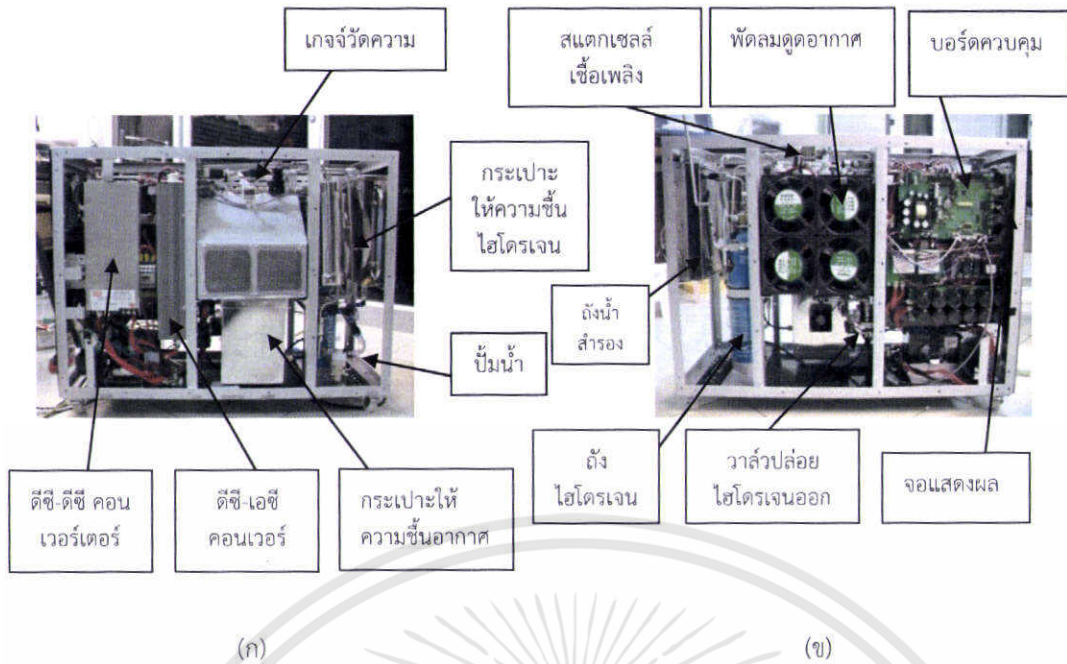 เกจจ์วัดความ
สแตกเซลล์
เชื้อเพลิง
พัดลมดูดอากาศ
บอร์ดควบคุม
กระเปาะ
ให้ความชื้น
ไฮโดรเจน
ถังน้ำ
สำรอง
ปั้มน้ำ
ดีซี-ดีซี คอน
เวอร์เตอร์
ดีซี-เอซี
คอนเวอร์
กระเปาะให้
ความชื้นอากาศ
ถัง
ไฮโดรเจน
วาล์วปล่อย
ไฮโดรเจนออก
จอแสดงผล
(ก)
(ข)